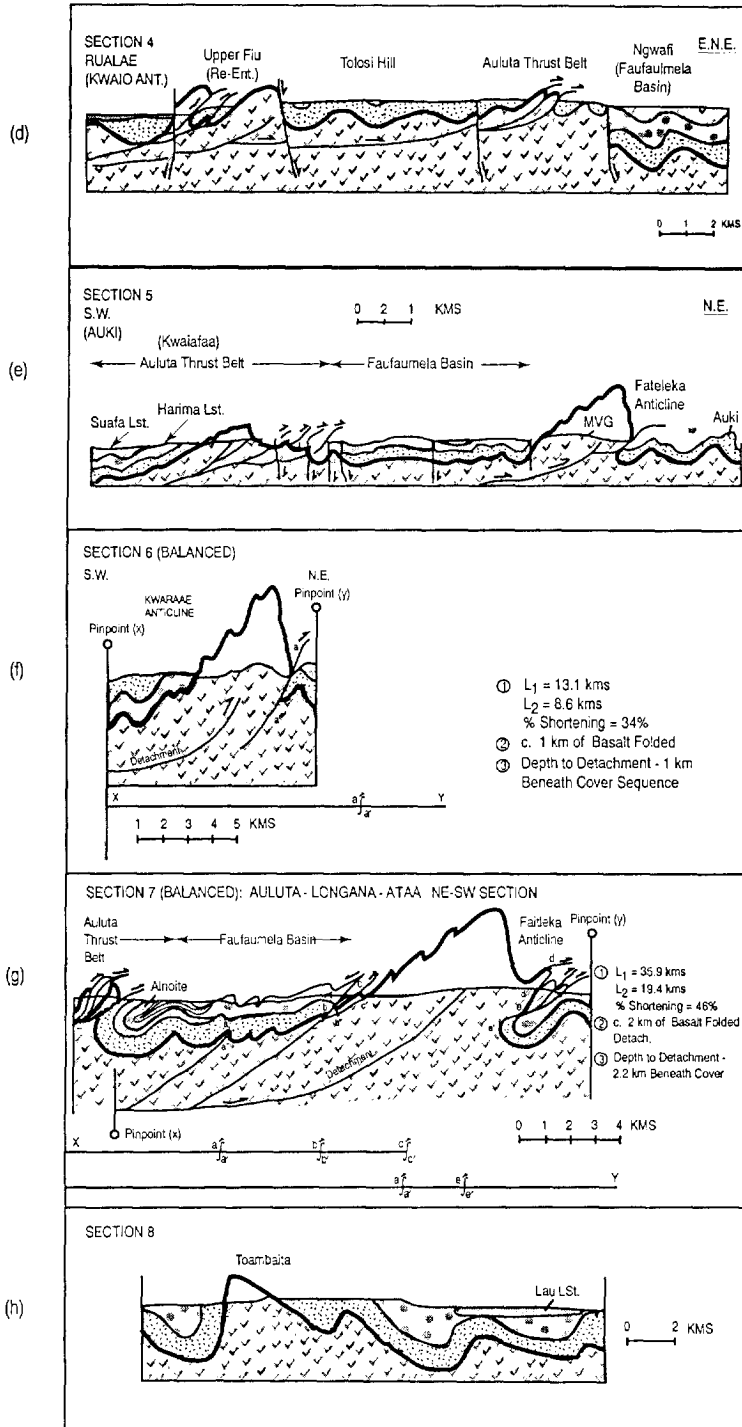 (d)
SECTION 4
RUALAE
(KWAIO ANT.)
Upper Fiu
(Re-Ent.)
Tolosi Hill
Auluta Thrust Belt
Ngwafi
(Faufaulmela
Basin)
E.N.E.
0 1 2 KMS
(e)
SECTION 5
S.W.
(AUKI)
0 2 1 KMS
N.E.
(Kwaiafaa)
Auluta Thrust Belt
Faufaumela Basin
Suafa Lst.
Harima Lst.
MVG
Fateleka
Anticline
Auki
(f)
SECTION 6 (BALANCED)
S.W.
N.E.
KWARAAE
ANTICLINE
Pinpoint (x)
Pinpoint (y)
a
a'
Detachment
X
a
a'
Y
1 2 3 4 5 KMS
① L1 = 13.1 kms
L2 = 8.6 kms
% Shortening = 34%
② c. 1 km of Basalt Folded
③ Depth to Detachment - 1 km
Beneath Cover Sequence
(g)
SECTION 7 (BALANCED): AULUTA - LONGANA - ATAA NE-SW SECTION
Auluta
Thrust
Belt
Faufaumela Basin
Alnoite
Faitleka
Anticline
Pinpoint (y)
d
Detachment
① L1 = 35.9 kms
L2 = 19.4 kms
% Shortening = 46%
② c. 2 km of Basalt Folded
Detach.
③ Depth to Detachment -
2.2 km Beneath Cover
Pinpoint (x)
0 1 2 3 4 KMS
X
a
a'
b
b'
c
c'
a
a'
e
e'
Y
(h)
SECTION 8
Toambaita
Lau LSt.
0 2 KMS